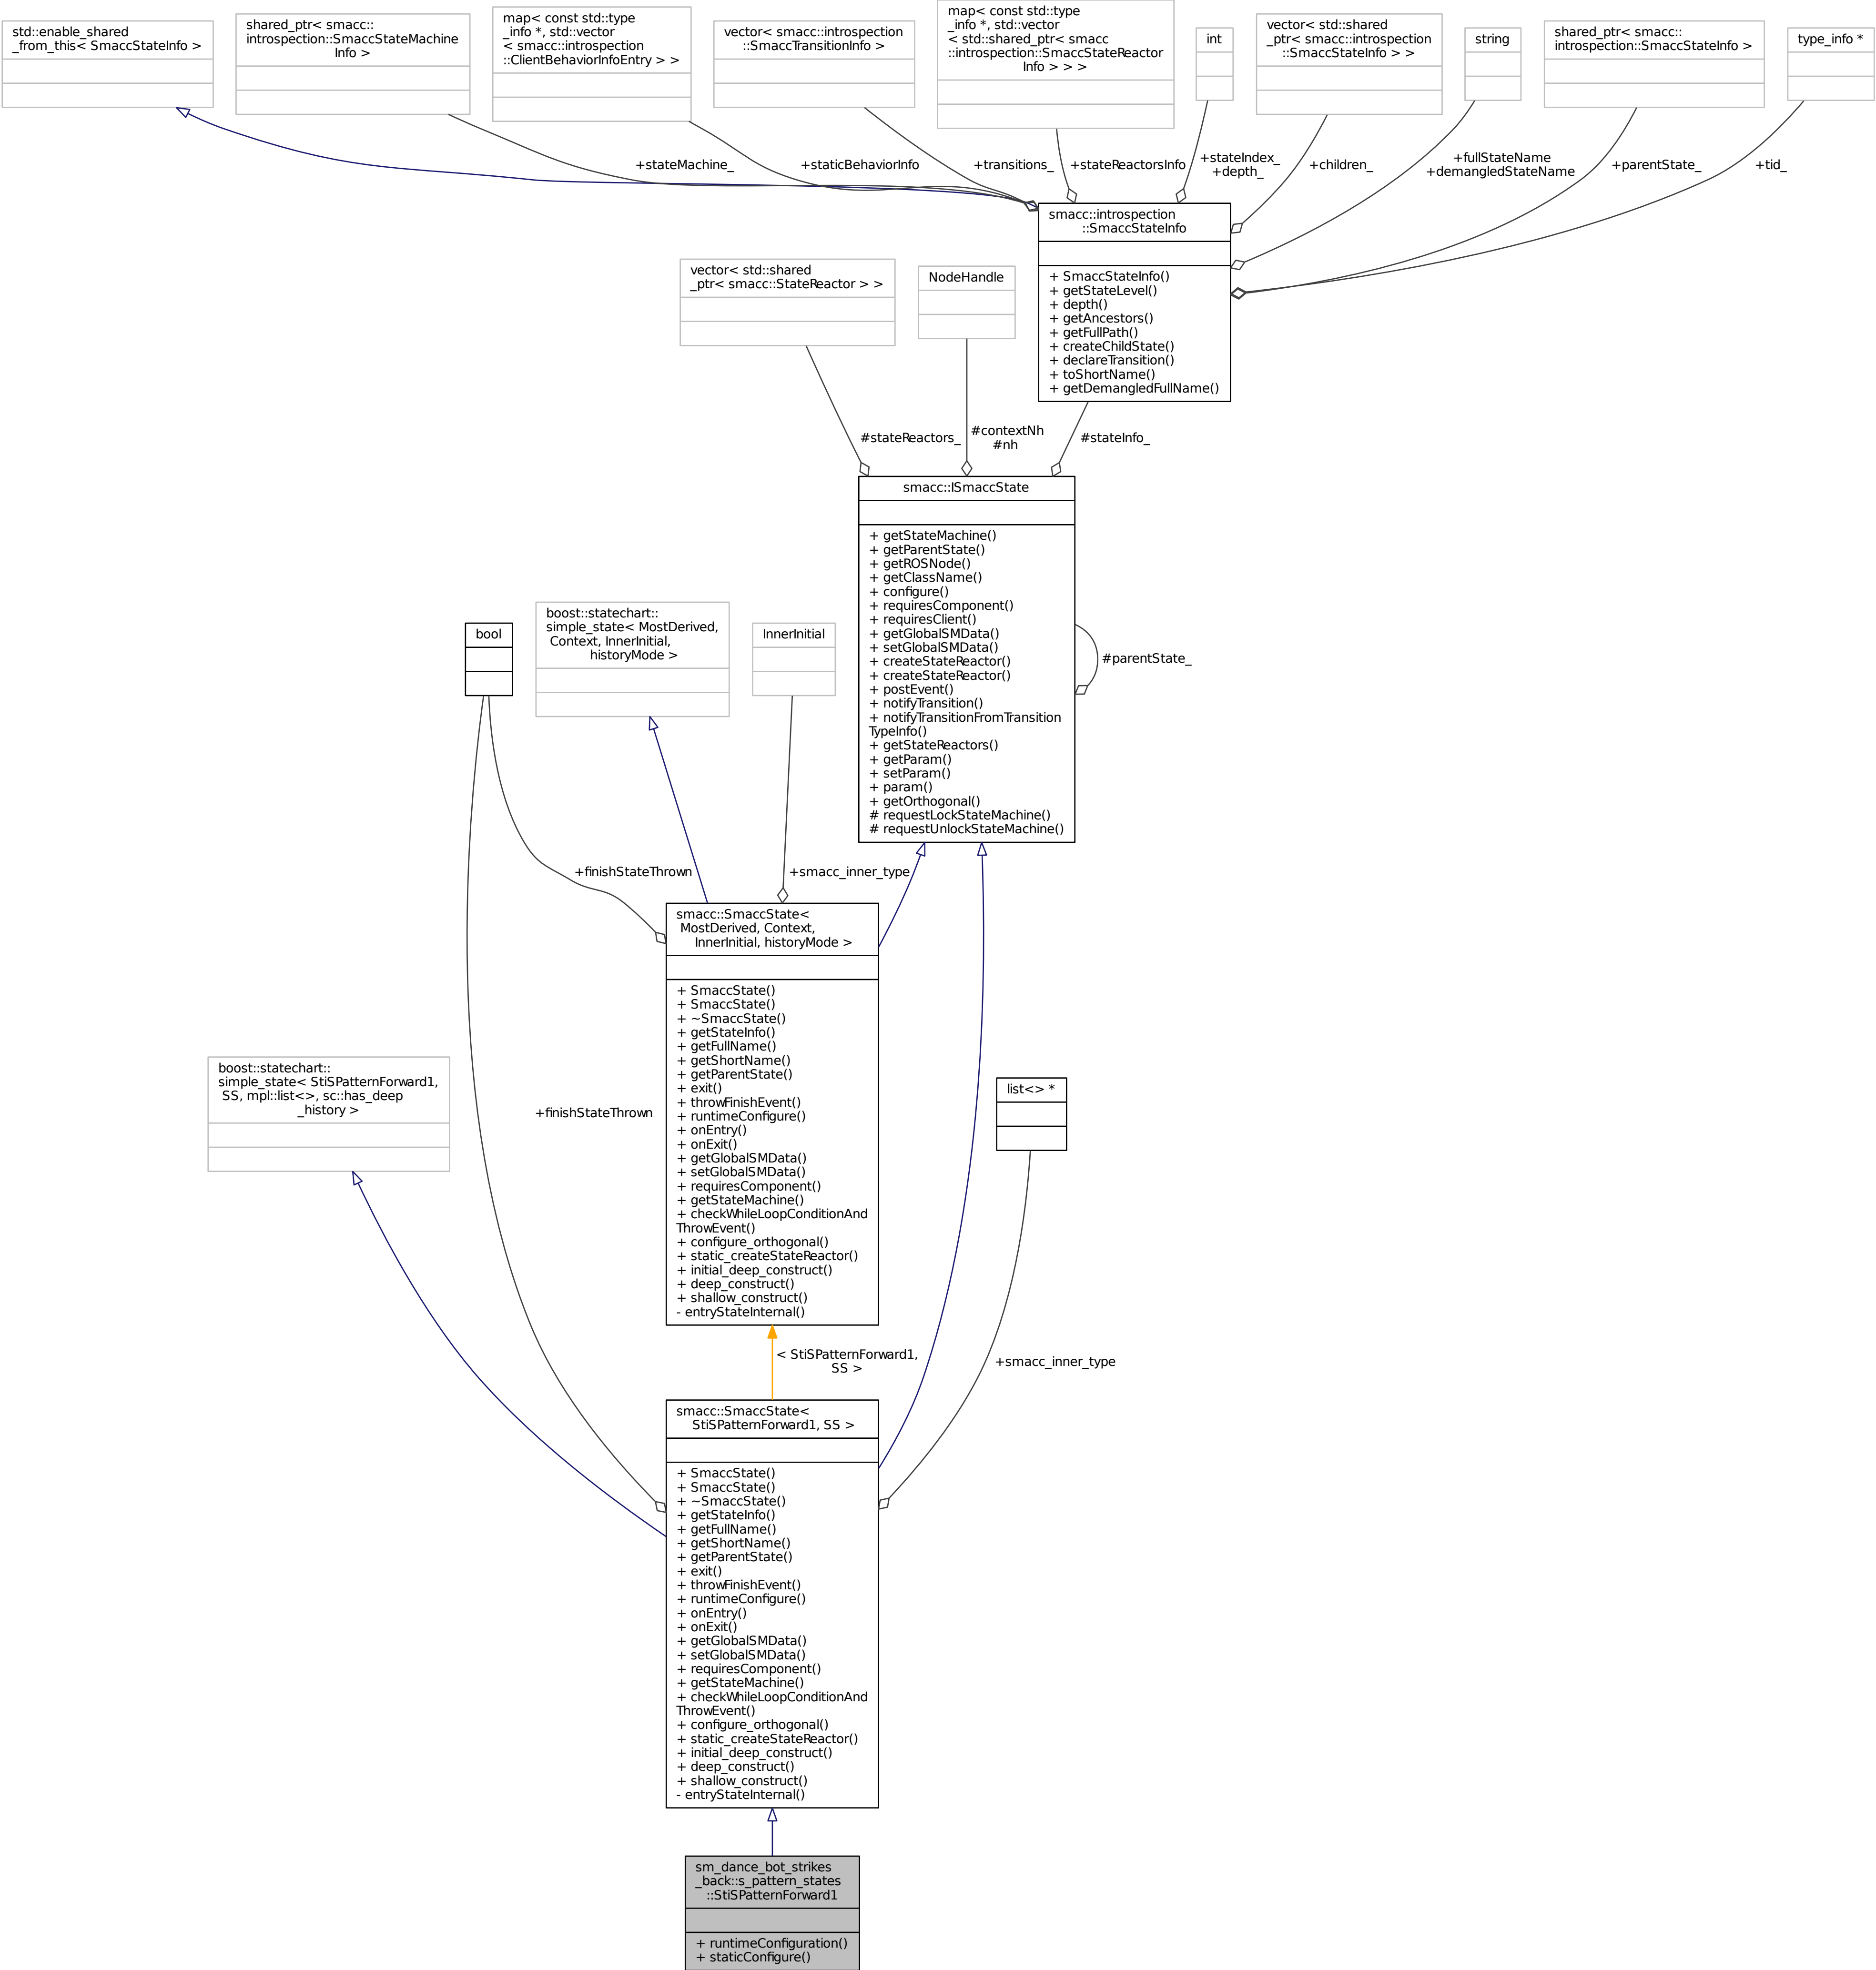 std::enable_shared
_from_this< SmaccStateInfo >
shared_ptr< smacc::
introspection::SmaccStateMachine
Info >
map< const std::type
_info *, std::vector
< smacc::introspection
::ClientBehaviorInfoEntry > >
vector< smacc::introspection
::SmaccTransitionInfo >
map< const std::type
_info *, std::vector
< std::shared_ptr< smacc
::introspection::SmaccStateReactor
Info > > >
int
vector< std::shared
_ptr< smacc::introspection
::SmaccStateInfo > >
string
shared_ptr< smacc::
introspection::SmaccStateInfo >
type_info *
+stateMachine_
+staticBehaviorInfo
+transitions_
+stateReactorsInfo
+stateIndex_
+depth_
+children_
+fullStateName
+demangledStateName
+parentState_
+tid_
smacc::introspection
::SmaccStateInfo
+ SmaccStateInfo()
+ getStateLevel()
+ depth()
+ getAncestors()
+ getFullPath()
+ createChildState()
+ declareTransition()
+ toShortName()
+ getDemangledFullName()
vector< std::shared
_ptr< smacc::StateReactor > >
NodeHandle
#stateReactors_
#contextNh
#nh
#stateInfo_
smacc::ISmaccState
+ getStateMachine()
+ getParentState()
+ getROSNode()
+ getClassName()
+ configure()
+ requiresComponent()
+ requiresClient()
+ getGlobalSMData()
+ setGlobalSMData()
+ createStateReactor()
+ createStateReactor()
+ postEvent()
+ notifyTransition()
+ notifyTransitionFromTransition
TypeInfo()
+ getStateReactors()
+ getParam()
+ setParam()
+ param()
+ getOrthogonal()
# requestLockStateMachine()
# requestUnlockStateMachine()
#parentState_
bool
boost::statechart::
simple_state< MostDerived,
Context, InnerInitial,
historyMode >
InnerInitial
+finishStateThrown
+smacc_inner_type
smacc::SmaccState<
MostDerived, Context,
InnerInitial, historyMode >
+ SmaccState()
+ SmaccState()
+ ~SmaccState()
+ getStateInfo()
+ getFullName()
+ getShortName()
+ getParentState()
+ exit()
+ throwFinishEvent()
+ runtimeConfigure()
+ onEntry()
+ onExit()
+ getGlobalSMData()
+ setGlobalSMData()
+ requiresComponent()
+ getStateMachine()
+ checkWhileLoopConditionAnd
ThrowEvent()
+ configure_orthogonal()
+ static_createStateReactor()
+ initial_deep_construct()
+ deep_construct()
+ shallow_construct()
- entryStateInternal()
boost::statechart::
simple_state< StiSPatternForward1,
SS, mpl::list<>, sc::has_deep
_history >
+finishStateThrown
list<> *
< StiSPatternForward1,
SS >
+smacc_inner_type
smacc::SmaccState<
StiSPatternForward1, SS >
+ SmaccState()
+ SmaccState()
+ ~SmaccState()
+ getStateInfo()
+ getFullName()
+ getShortName()
+ getParentState()
+ exit()
+ throwFinishEvent()
+ runtimeConfigure()
+ onEntry()
+ onExit()
+ getGlobalSMData()
+ setGlobalSMData()
+ requiresComponent()
+ getStateMachine()
+ checkWhileLoopConditionAnd
ThrowEvent()
+ configure_orthogonal()
+ static_createStateReactor()
+ initial_deep_construct()
+ deep_construct()
+ shallow_construct()
- entryStateInternal()
sm_dance_bot_strikes
_back::s_pattern_states
::StiSPatternForward1
+ runtimeConfiguration()
+ staticConfigure()